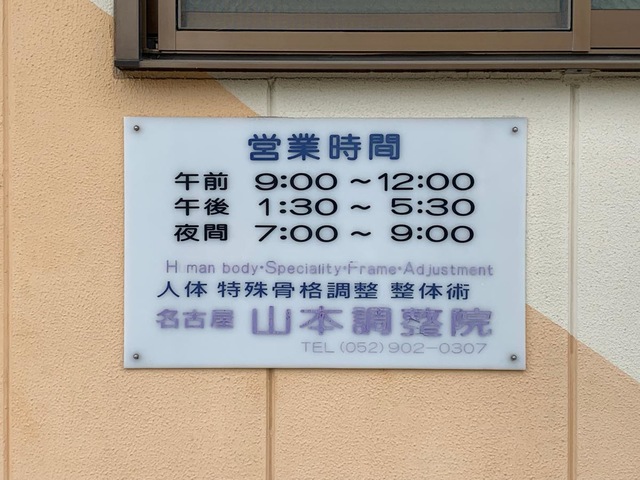 営業時間
午前 9:00 ～ 12:00
午後 1:30 ～ 5:30
夜間 7:00 ～ 9:00
H man body・Speciality・Frame・Adjustment
人体 特殊骨格調整 整体術
名古屋 山本調整院
TEL (052) 902-0307